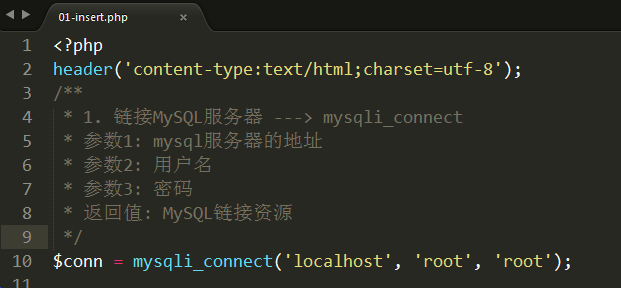 01-insert.php ×
1 <?php
2 header('content-type:text/html;charset=utf-8');
3 /**
4 * 1. 链接MySQL服务器 ---> mysqli_connect
5 * 参数1: mysql服务器的地址
6 * 参数2: 用户名
7 * 参数3: 密码
8 * 返回值: MySQL链接资源
9 */
10 $conn = mysqli_connect('localhost', 'root', 'root');
11